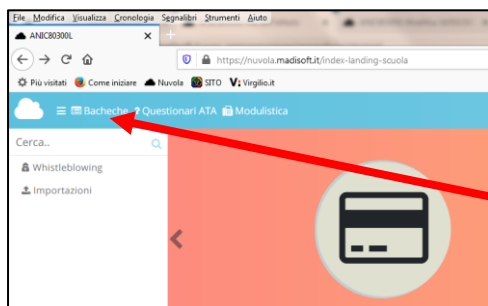 File Modifica Visualizza Cronologia Segnalibri Strumenti Aiuto
ANIC80300L
https://nuvola.madisoft.it/index-landing-scuola
Più visitati Come iniziare Nuvola SITO Virgilio.it
Bacheche ? Questionari ATA Modulistica
Cerca..
Whistleblowing
Importazioni